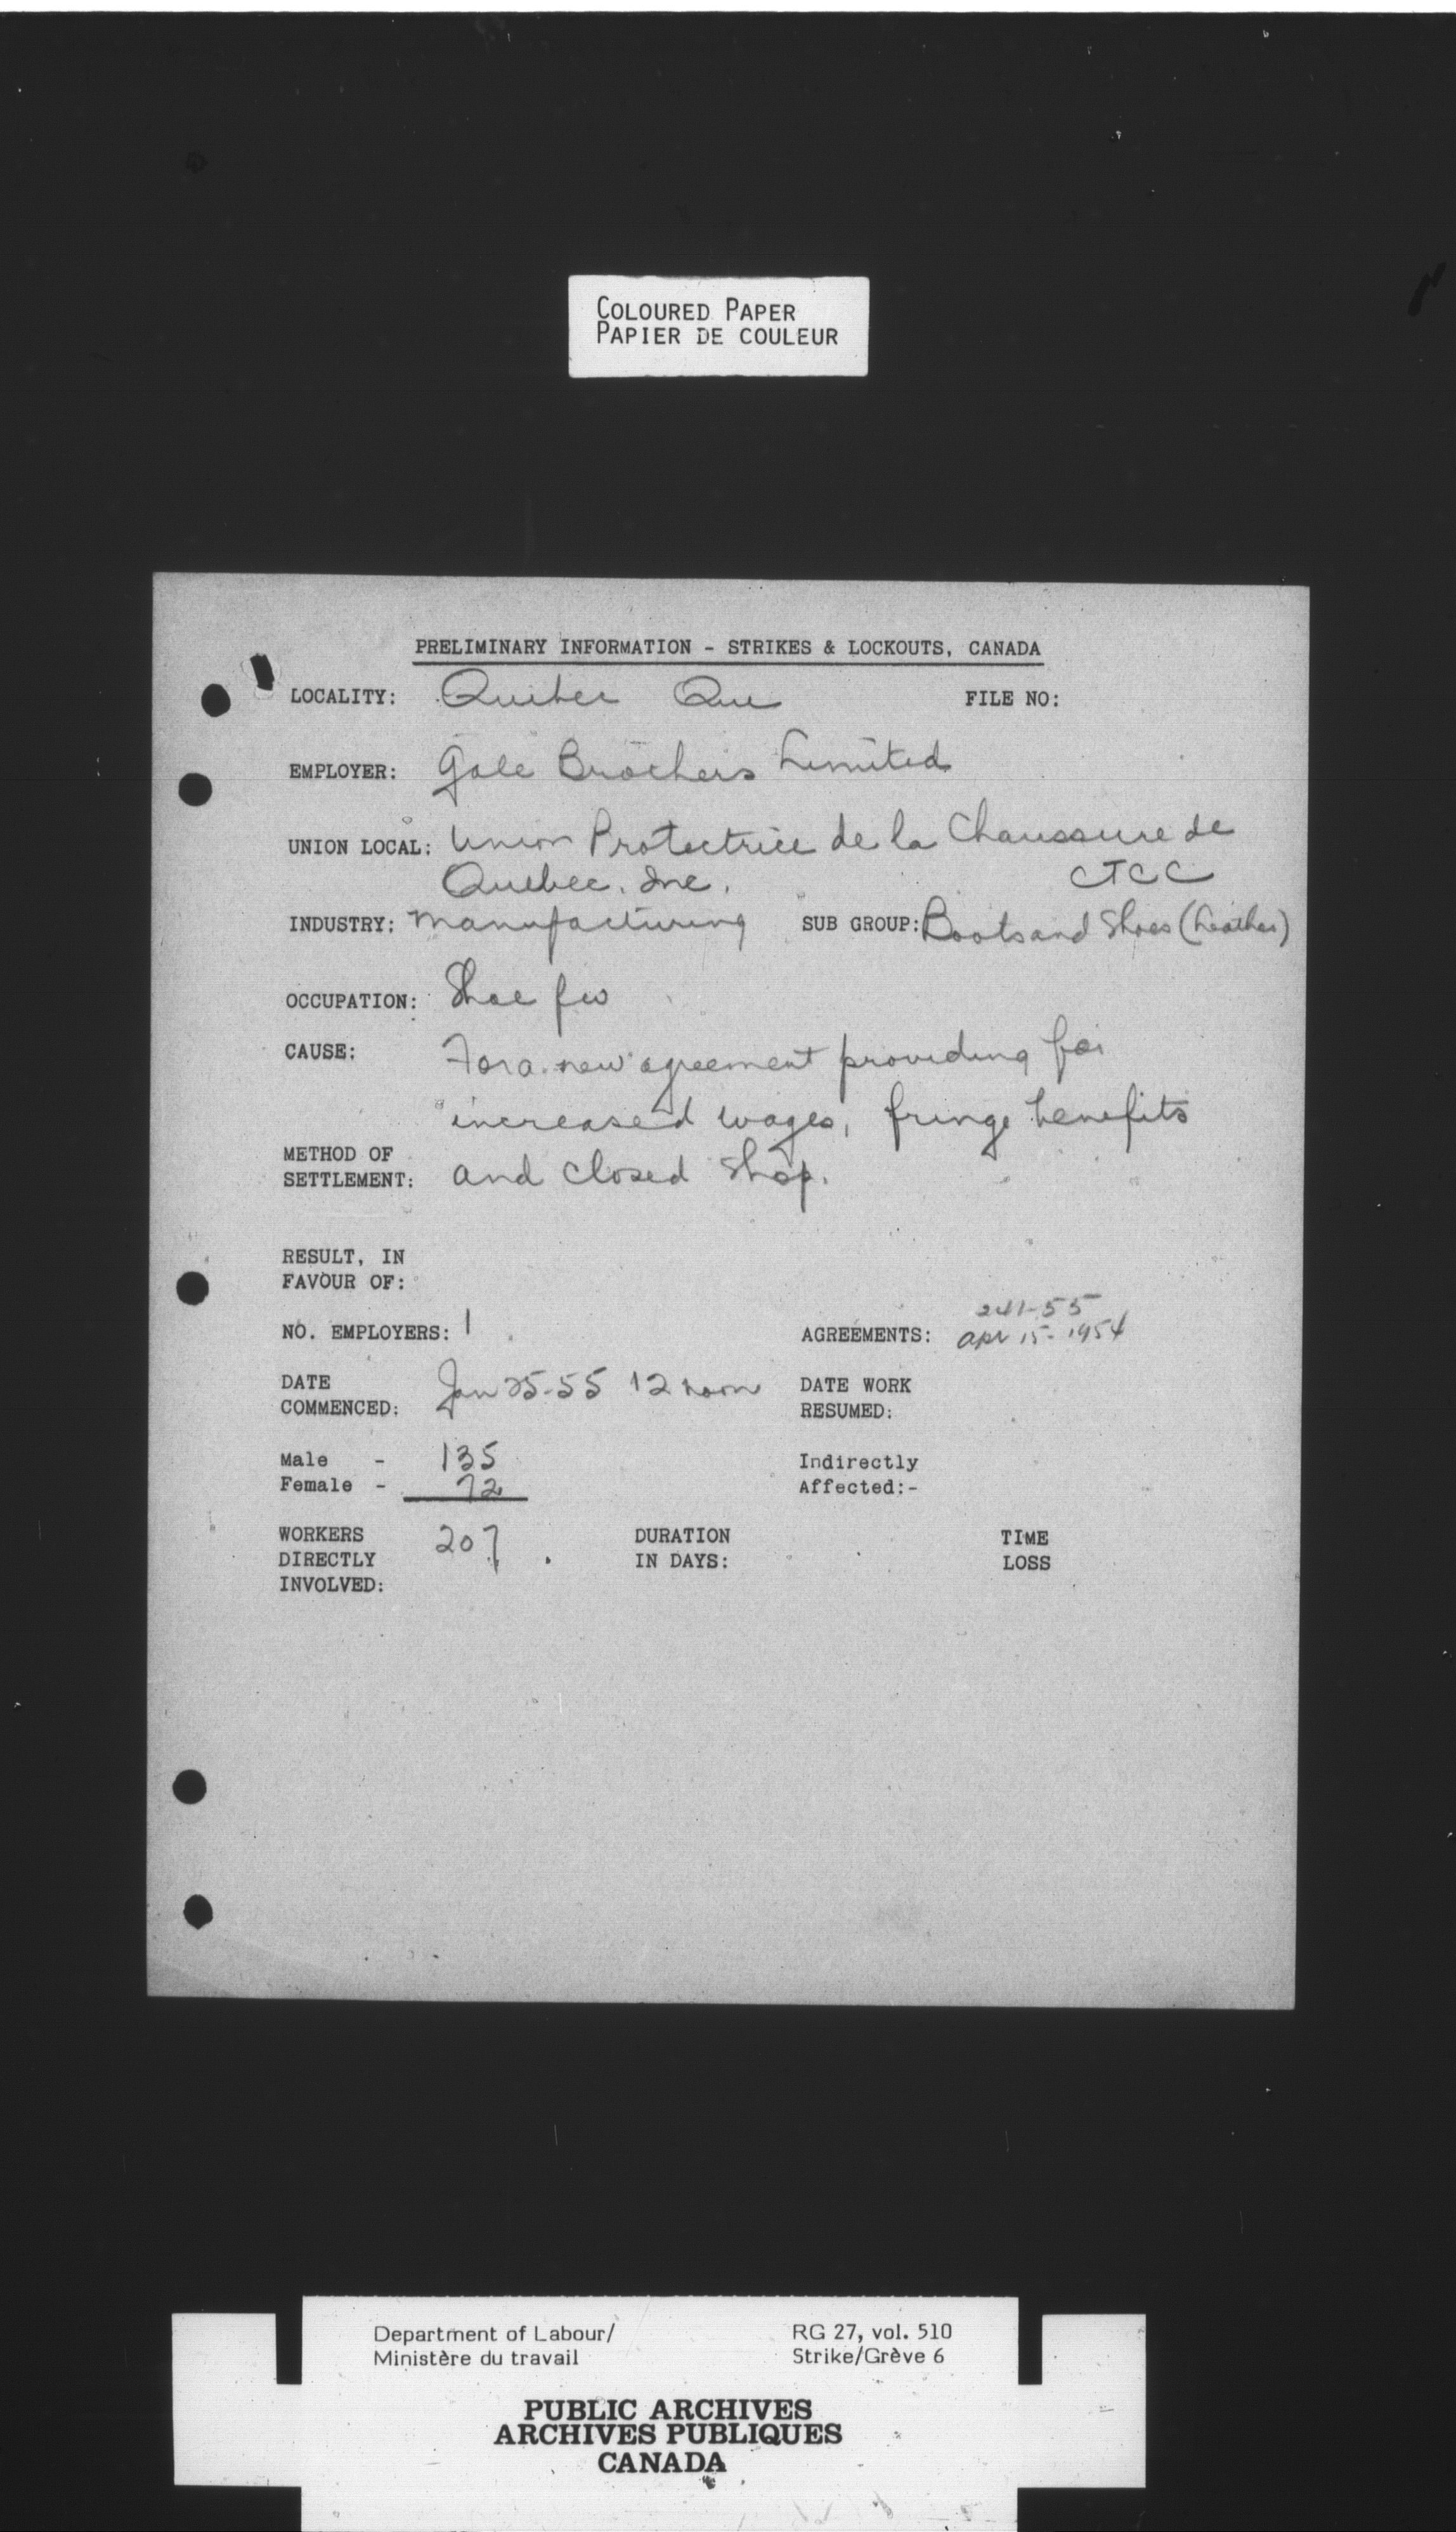 COLOURED PAPER
PAPIER DE COULEUR
PRELIMINARY INFORMATION - STRIKES & LOCKOUTS, CANADA
LOCALITY: Quebec Que FILE NO:
EMPLOYER: Gale Brothers Limited
UNION LOCAL: Union Protectrice de la Chaussure de
Quebec. Inc. CTCC
INDUSTRY: Manufacturing SUB GROUP: Boots and Shoes (Leather)
OCCUPATION: Shoe fw
CAUSE: For a new agreement providing for
increased wages, fringe benefits
METHOD OF
SETTLEMENT: and closed shop.
RESULT, IN
FAVOUR OF:
241-55
NO. EMPLOYERS: 1 AGREEMENTS: Apr 15-1954
DATE
COMMENCED: Jan 25-55 12 noon DATE WORK
RESUMED:
Male - 135 Indirectly
Female - 72 Affected:-
WORKERS 207 DURATION TIME
DIRECTLY IN DAYS: LOSS
INVOLVED:
Department of Labour/ RG 27, vol. 510
Ministère du travail Strike/Grève 6
PUBLIC ARCHIVES
ARCHIVES PUBLIQUES
CANADA